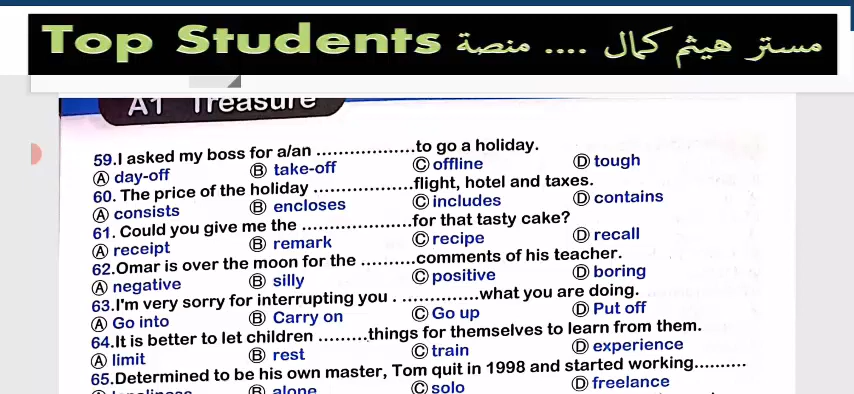 Top Students مستر هيثم كمال .... منصة
A1 Treasure
59.I asked my boss for a/an ..................to go a holiday.
Ⓐ day-off Ⓑ take-off Ⓒ offline Ⓓ tough
60. The price of the holiday ..................flight, hotel and taxes.
Ⓐ consists Ⓑ encloses Ⓒ includes Ⓓ contains
61. Could you give me the ....................for that tasty cake?
Ⓐ receipt Ⓑ remark Ⓒ recipe Ⓓ recall
62.Omar is over the moon for the ..........comments of his teacher.
Ⓐ negative Ⓑ silly Ⓒ positive Ⓓ boring
63.I'm very sorry for interrupting you . ..............what you are doing.
Ⓐ Go into Ⓑ Carry on Ⓒ Go up Ⓓ Put off
64.It is better to let children ..........things for themselves to learn from them.
Ⓐ limit Ⓑ rest Ⓒ train Ⓓ experience
65.Determined to be his own master, Tom quit in 1998 and started working..........
Ⓐ loneliness Ⓑ alone Ⓒ solo Ⓓ freelance